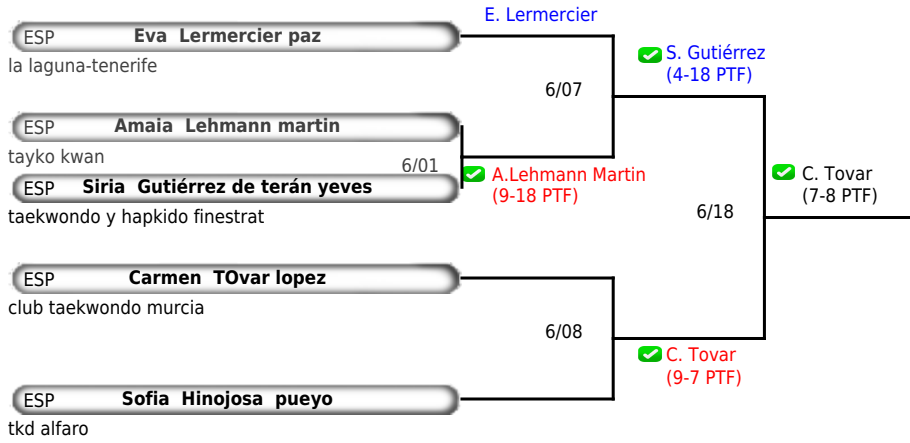 E. Lermercier
ESP Eva Lermercier paz
la laguna-tenerife
S. Gutiérrez
(4-18 PTF)
6/07
ESP Amaia Lehmann martin
tayko kwan
6/01
A.Lehmann Martin
(9-18 PTF)
C. Tovar
(7-8 PTF)
ESP Siria Gutiérrez de terán yeves
taekwondo y hapkido finestrat
6/18
ESP Carmen TOvar lopez
club taekwondo murcia
6/08
C. Tovar
(9-7 PTF)
ESP Sofia Hinojosa pueyo
tkd alfaro